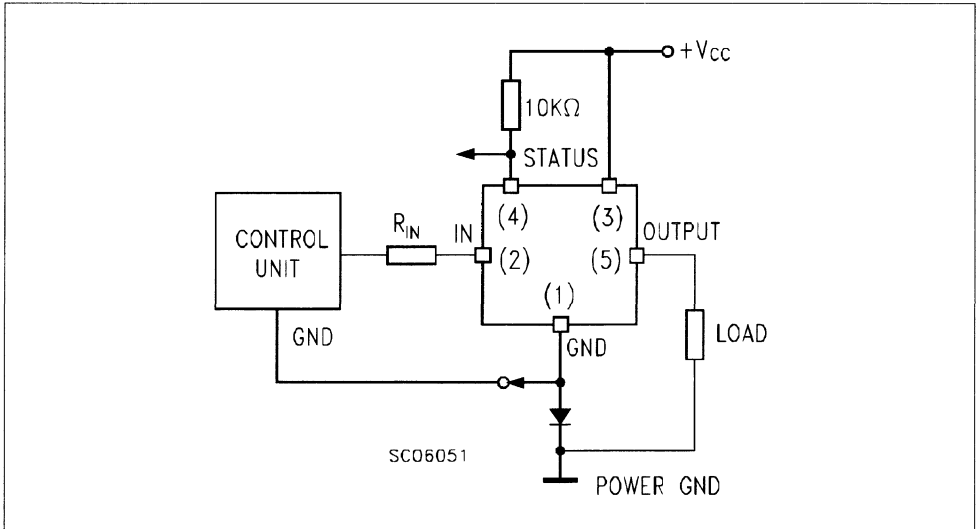 +Vcc
10KΩ
STATUS
(4)
(3)
CONTROL
UNIT
RIN
IN
(2)
(5)
OUTPUT
(1)
GND
GND
LOAD
SC06051
POWER GND